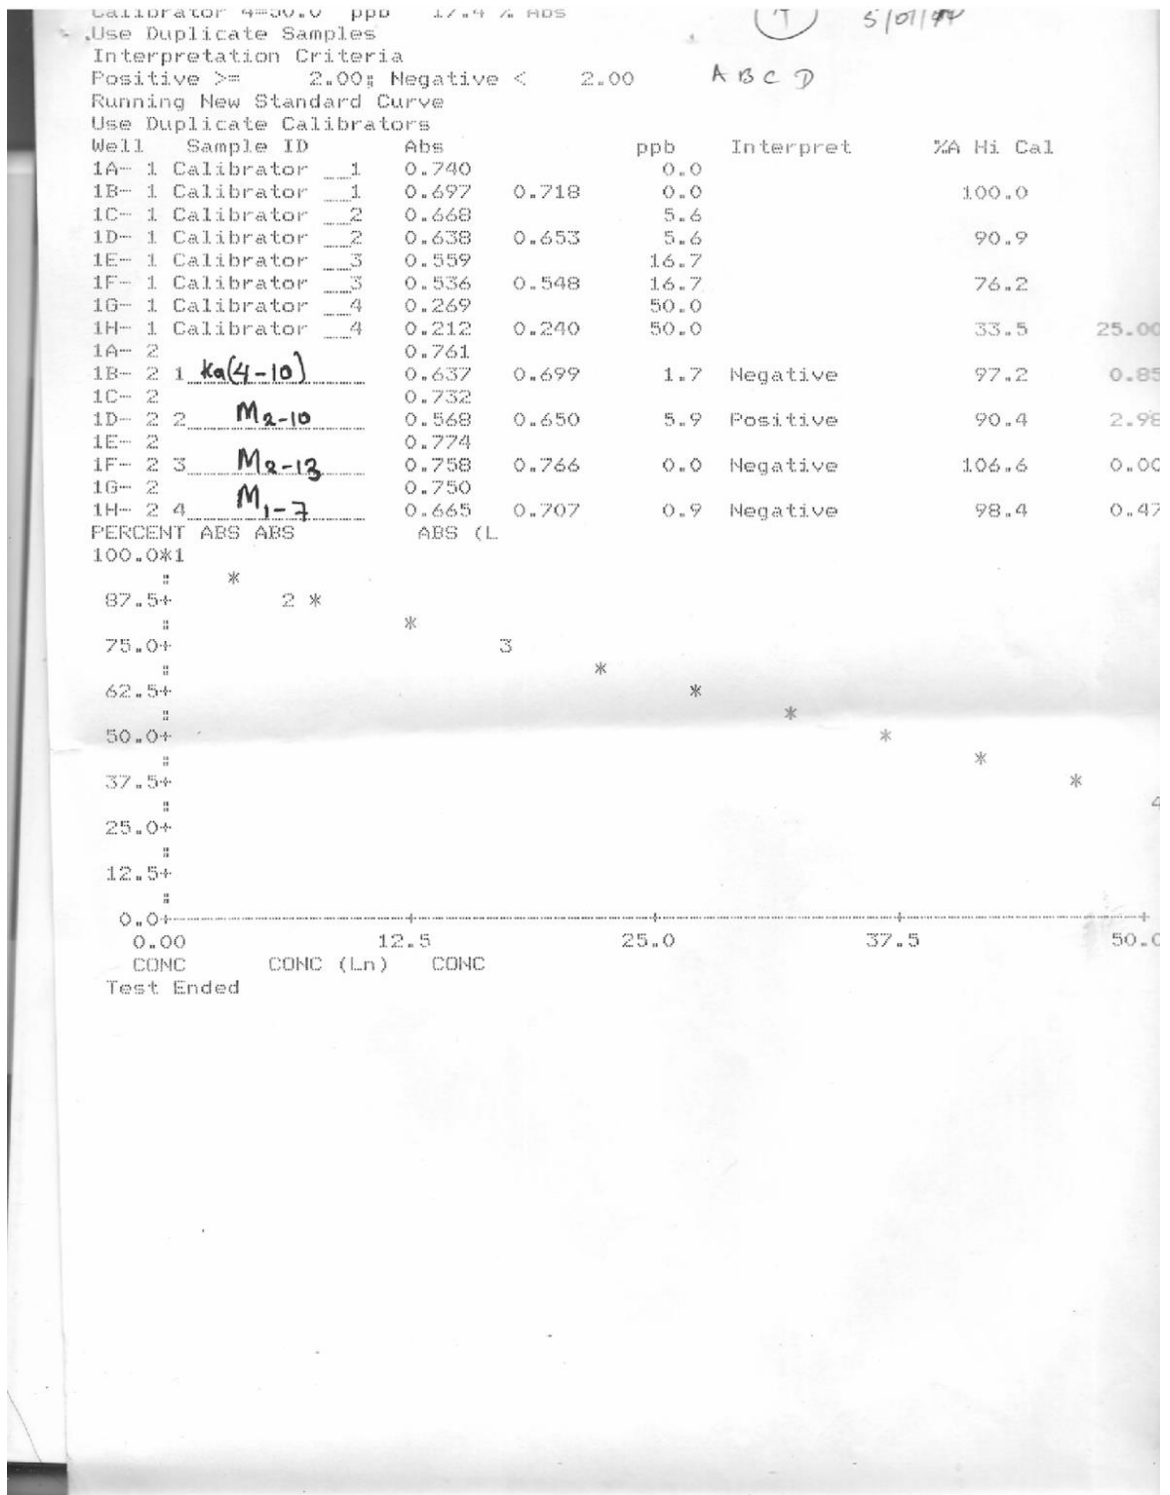 Calibrator 4=50.0 ppb 17.4 % Abs
Use Duplicate Samples
Interpretation Criteria
Positive >= 2.00; Negative < 2.00 A B C D
Running New Standard Curve
Use Duplicate Calibrators
Well Sample ID Abs ppb Interpret %A Hi Cal
1A- 1 Calibrator __1 0.740 0.0
1B- 1 Calibrator __1 0.697 0.718 0.0 100.0
1C- 1 Calibrator __2 0.668 5.6
1D- 1 Calibrator __2 0.638 0.653 5.6 90.9
1E- 1 Calibrator __3 0.559 16.7
1F- 1 Calibrator __3 0.536 0.548 16.7 76.2
1G- 1 Calibrator __4 0.269 50.0
1H- 1 Calibrator __4 0.212 0.240 50.0 33.5 25.00
1A- 2 0.761
1B- 2 1 Ka(4-10) 0.637 0.699 1.7 Negative 97.2 0.85
1C- 2 0.732
1D- 2 2 M2-10 0.568 0.650 5.9 Positive 90.4 2.98
1E- 2 0.774
1F- 2 3 M2-13 0.758 0.766 0.0 Negative 106.6 0.00
1G- 2 0.750
1H- 2 4 M1-7 0.665 0.707 0.9 Negative 98.4 0.47
PERCENT ABS ABS ABS (L
100.0*1
: *
87.5+ 2 *
: *
75.0+ 3
: *
62.5+ *
: *
50.0+ *
: *
37.5+ *
: 4
25.0+
:
12.5+
:
0.0+
0.00 12.5 25.0 37.5 50.0
CONC CONC (Ln) CONC
Test Ended